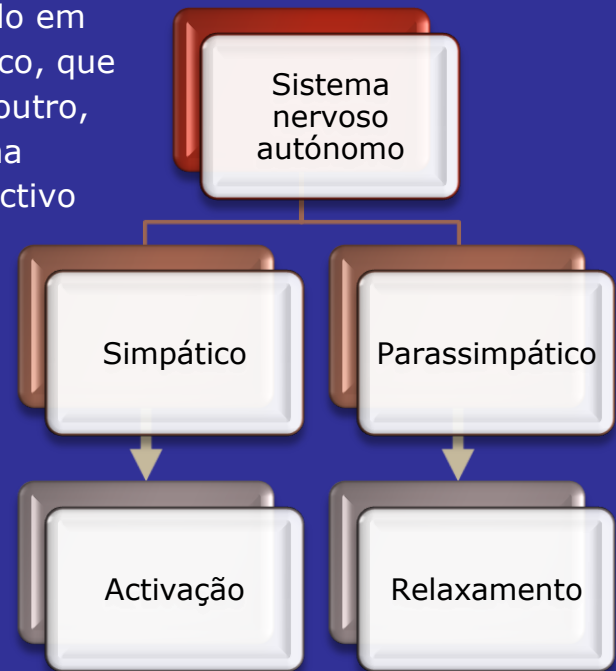 do em
co, que
outro,
na
ctivo
Sistema
nervoso
autónomo
Simpático
Parassimpático
Activação
Relaxamento